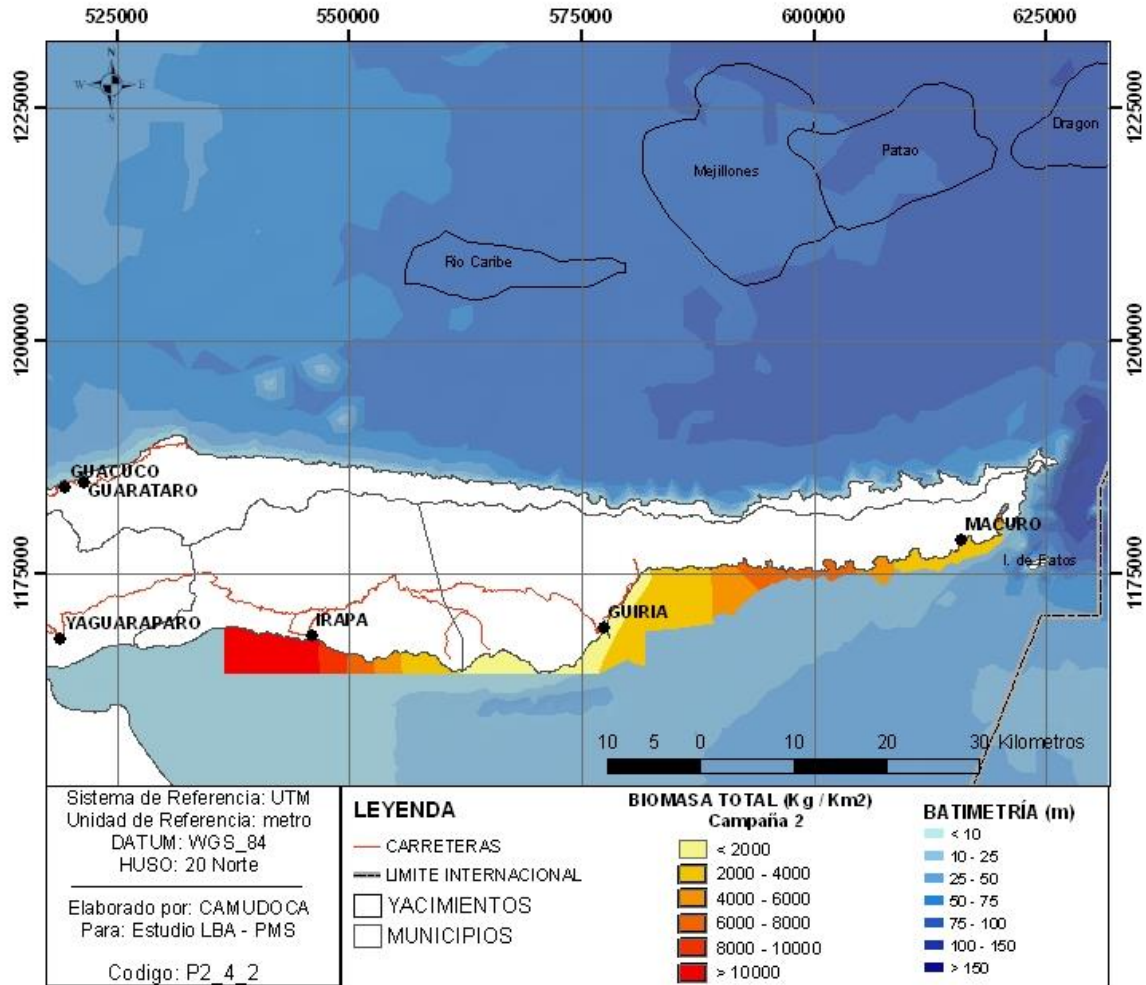 525000 550000 575000 600000 625000
1225000 1225000
N
W E
S
Dragon
Patao
Mejillones
Rio Caribe
1200000 1200000
GUACUCO
GUARATARO
MACURO
I. de Patos
1175000 1175000
YAGUARAPARO
IRAPA
GUIRIA
10 5 0 10 20 30 Kilometros
Sistema de Referencia: UTM
Unidad de Referencia: metro
DATUM: WGS_84
HUSO: 20 Norte
Elaborado por: CAMUDOCA
Para: Estudio LBA - PMS
Codigo: P2_4_2
LEYENDA
CARRETERAS
LIMITE INTERNACIONAL
YACIMIENTOS
MUNICIPIOS
BIOMASA TOTAL (Kg / Km2)
Campaña 2
< 2000
2000 - 4000
4000 - 6000
6000 - 8000
8000 - 10000
> 10000
BATIMETRÍA (m)
< 10
10 - 25
25 - 50
50 - 75
75 - 100
100 - 150
> 150